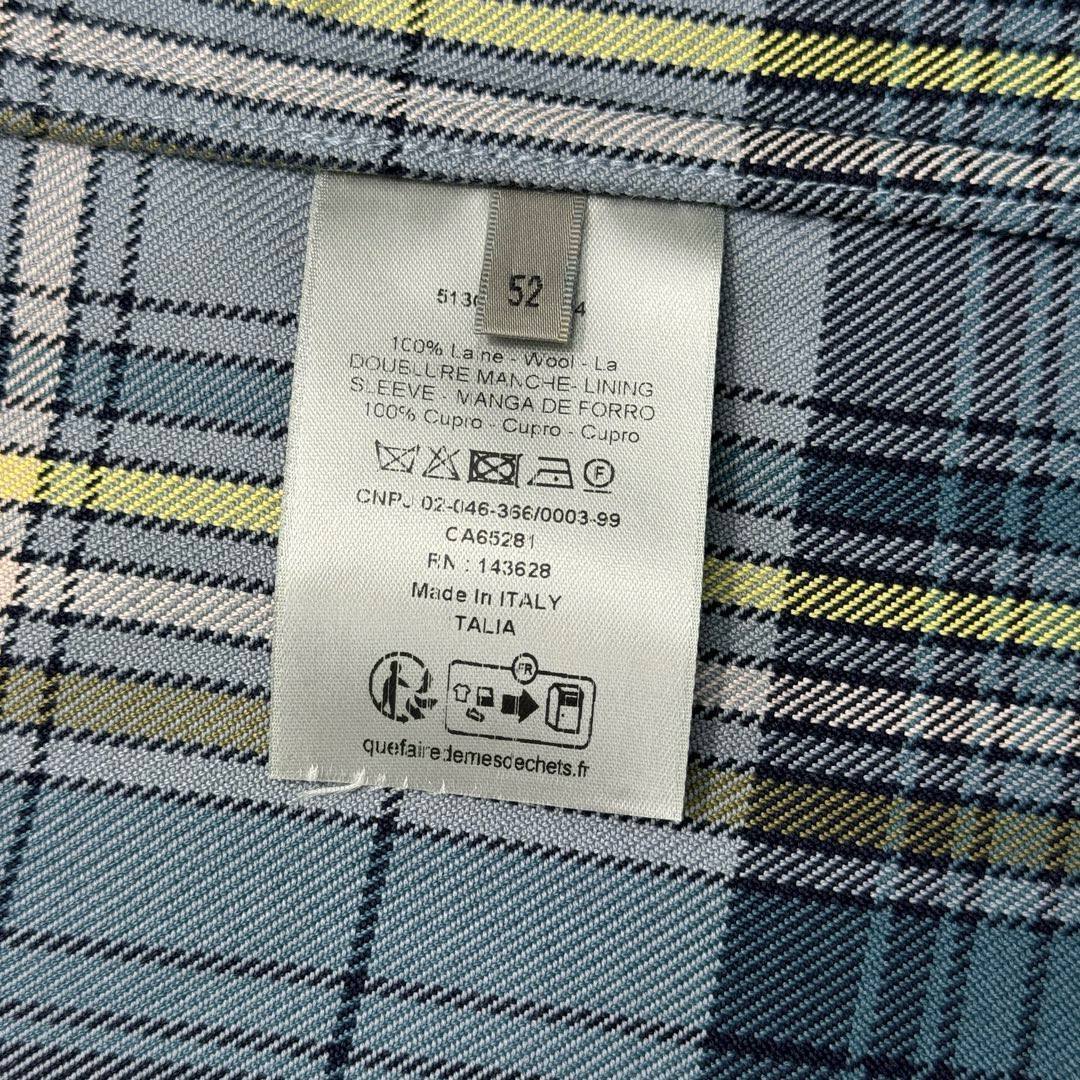 52
100% Laine - Wool - La
DOUBLURE MANCHE- LINING
SLEEVE - MANGA DE FORRO
100% Cupro - Cupro - Cupro
F
CNPJ 02-046-366/0003-99
CA65281
RN : 143628
Made In ITALY
TALIA
FR
quefairedemesdechets.fr